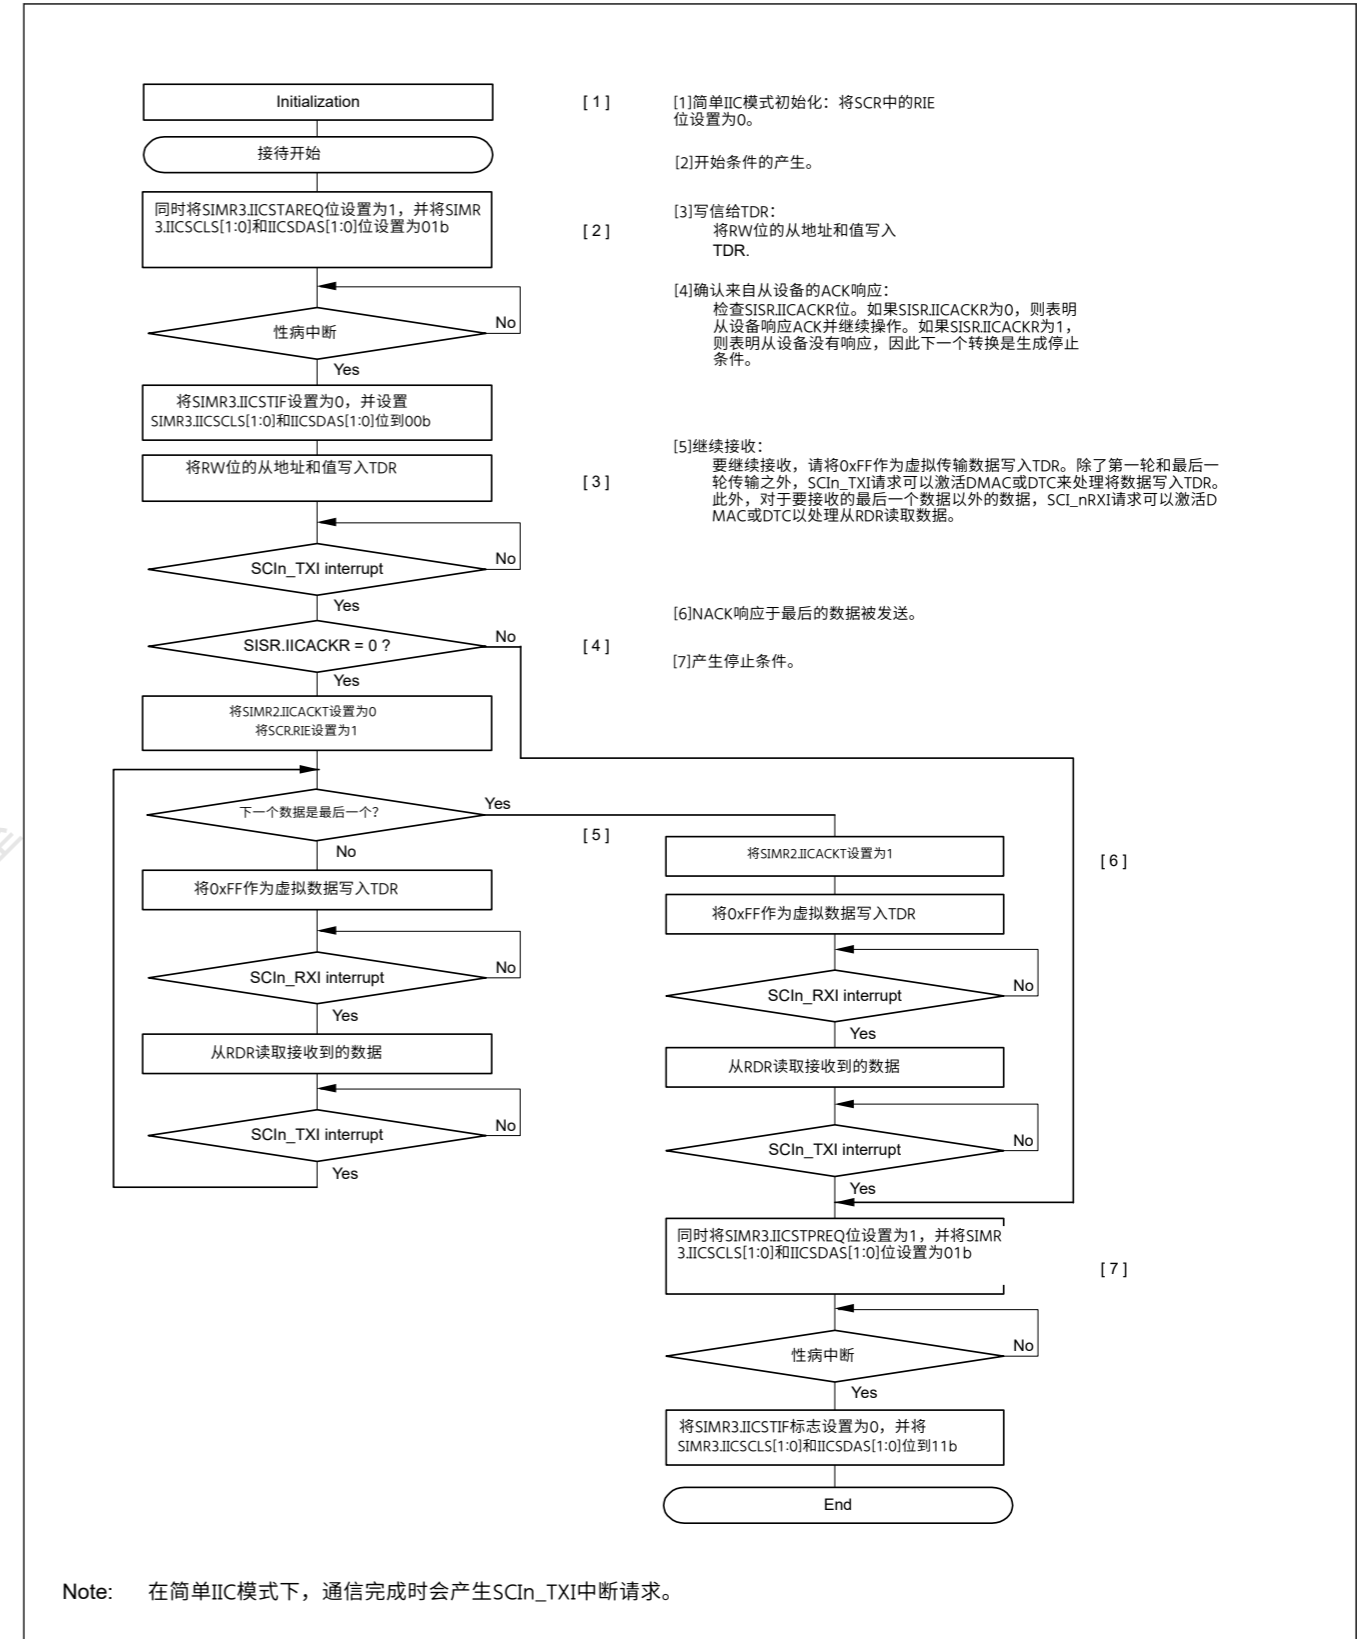 Initialization
[ 1 ]
[1]简单IIC模式初始化：将SCR中的RIE
位设置为0。
接待开始
[2]开始条件的产生。
同时将SIMR3.IICSTAREQ位设置为1，并将SIMR
3.IICSCLS[1:0]和IICSDAS[1:0]位设置为01b
[ 2 ]
[3]写信给TDR：
将RW位的从地址和值写入
TDR.
[4]确认来自从设备的ACK响应：
检查SISR.IICACKR位。如果SISR.IICACKR为0，则表明
从设备响应ACK并继续操作。如果SISR.IICACKR为1，
则表明从设备没有响应，因此下一个转换是生成停止
条件。
性病中断
No
Yes
将SIMR3.IICSTIF设置为0，并设置
SIMR3.IICSCLS[1:0]和IICSDAS[1:0]位到00b
将RW位的从地址和值写入TDR
[ 3 ]
[5]继续接收：
要继续接收，请将0xFF作为虚拟传输数据写入TDR。除了第一轮和最后一
轮传输之外，SCIn_TXI请求可以激活DMAC或DTC来处理将数据写入TDR。
此外，对于要接收的最后一个数据以外的数据，SCI_nRXI请求可以激活D
MAC或DTC以处理从RDR读取数据。
SCIn_TXI interrupt
No
Yes
[6]NACK响应于最后的数据被发送。
SISR.IICACKR = 0 ?
No
[ 4 ]
[7]产生停止条件。
Yes
将SIMR2.IICACKT设置为0
将SCR.RIE设置为1
下一个数据是最后一个？
Yes
[ 5 ]
No
将0xFF作为虚拟数据写入TDR
SCIn_RXI interrupt
No
Yes
从RDR读取接收到的数据
SCIn_TXI interrupt
No
Yes
将SIMR2.IICACKT设置为1
[ 6 ]
将0xFF作为虚拟数据写入TDR
SCIn_RXI interrupt
No
Yes
从RDR读取接收到的数据
SCIn_TXI interrupt
No
Yes
同时将SIMR3.IICSTPREQ位设置为1，并将SIMR
3.IICSCLS[1:0]和IICSDAS[1:0]位设置为01b
[ 7 ]
性病中断
No
Yes
将SIMR3.IICSTIF标志设置为0，并将
SIMR3.IICSCLS[1:0]和IICSDAS[1:0]位到11b
End
Note: 在简单IIC模式下，通信完成时会产生SCIn_TXI中断请求。